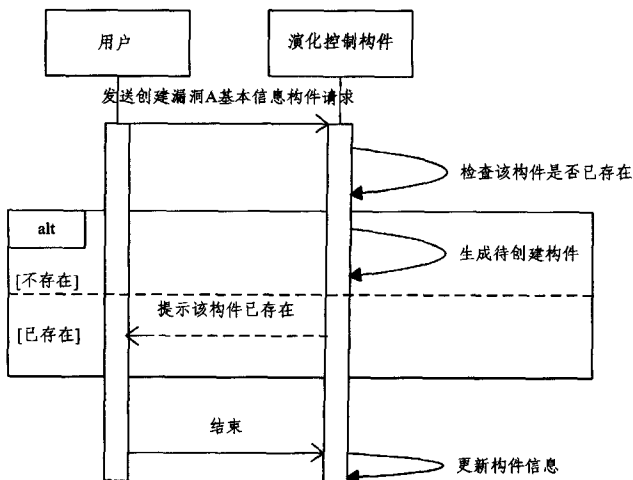 用户
演化控制构件
发送创建漏洞A基本信息构件请求
检查该构件是否已存在
alt
生成待创建构件
[不存在]
提示该构件已存在
[已存在]
结束
更新构件信息